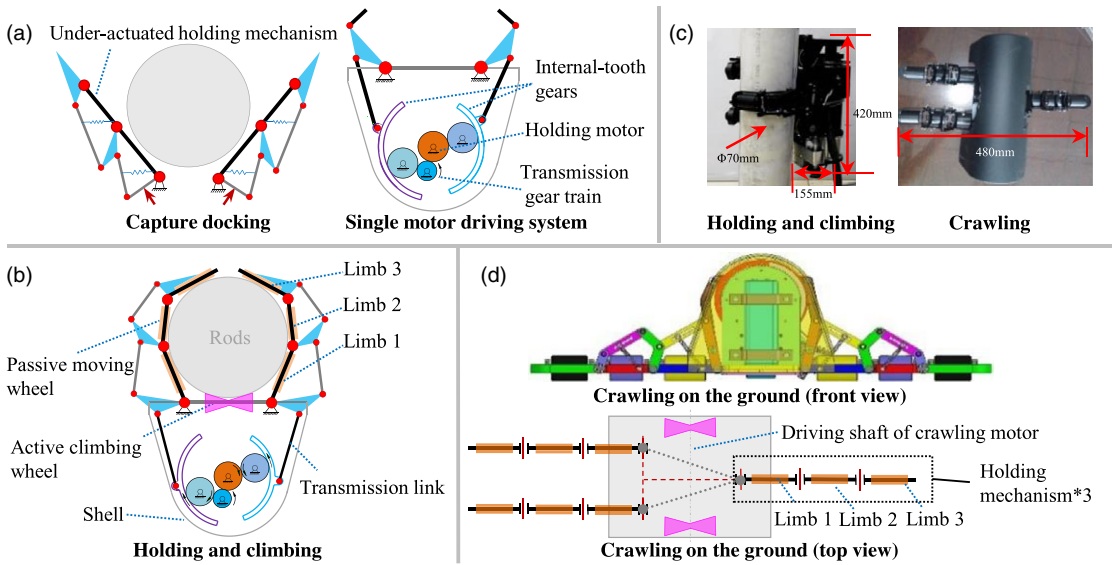 (a)
Under-actuated holding mechanism
Capture docking
Internal-tooth
gears
Holding motor
Transmission
gear train
Single motor driving system
(c)
420mm
Φ70mm
155mm
480mm
Holding and climbing
Crawling
(b)
Limb 3
Limb 2
Limb 1
Rods
Passive moving
wheel
Active climbing
wheel
Transmission link
Shell
Holding and climbing
(d)
Crawling on the ground (front view)
Driving shaft of crawling motor
Holding
mechanism*3
Limb 1
Limb 2
Limb 3
Crawling on the ground (top view)